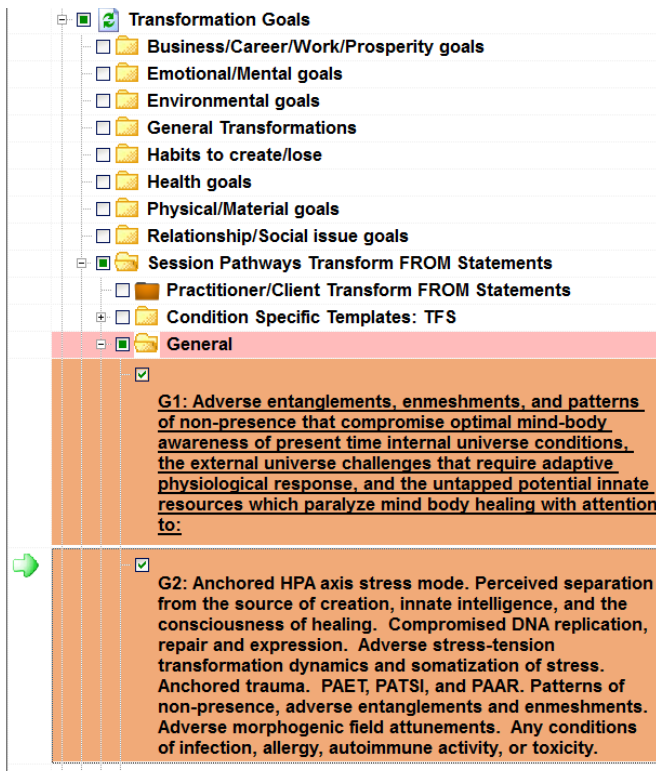 Transformation Goals
Business/Career/Work/Prosperity goals
Emotional/Mental goals
Environmental goals
General Transformations
Habits to create/lose
Health goals
Physical/Material goals
Relationship/Social issue goals
Session Pathways Transform FROM Statements
Practitioner/Client Transform FROM Statements
Condition Specific Templates: TFS
General
G1: Adverse entanglements, enmeshments, and patterns
of non-presence that compromise optimal mind-body
awareness of present time internal universe conditions,
the external universe challenges that require adaptive
physiological response, and the untapped potential innate
resources which paralyze mind body healing with attention
to:
G2: Anchored HPA axis stress mode. Perceived separation
from the source of creation, innate intelligence, and the
consciousness of healing.  Compromised DNA replication,
repair and expression.  Adverse stress-tension
transformation dynamics and somatization of stress.
Anchored trauma.  PAET, PATSI, and PAAR. Patterns of
non-presence, adverse entanglements and enmeshments.
Adverse morphogenic field attunements.  Any conditions
of infection, allergy, autoimmune activity, or toxicity.